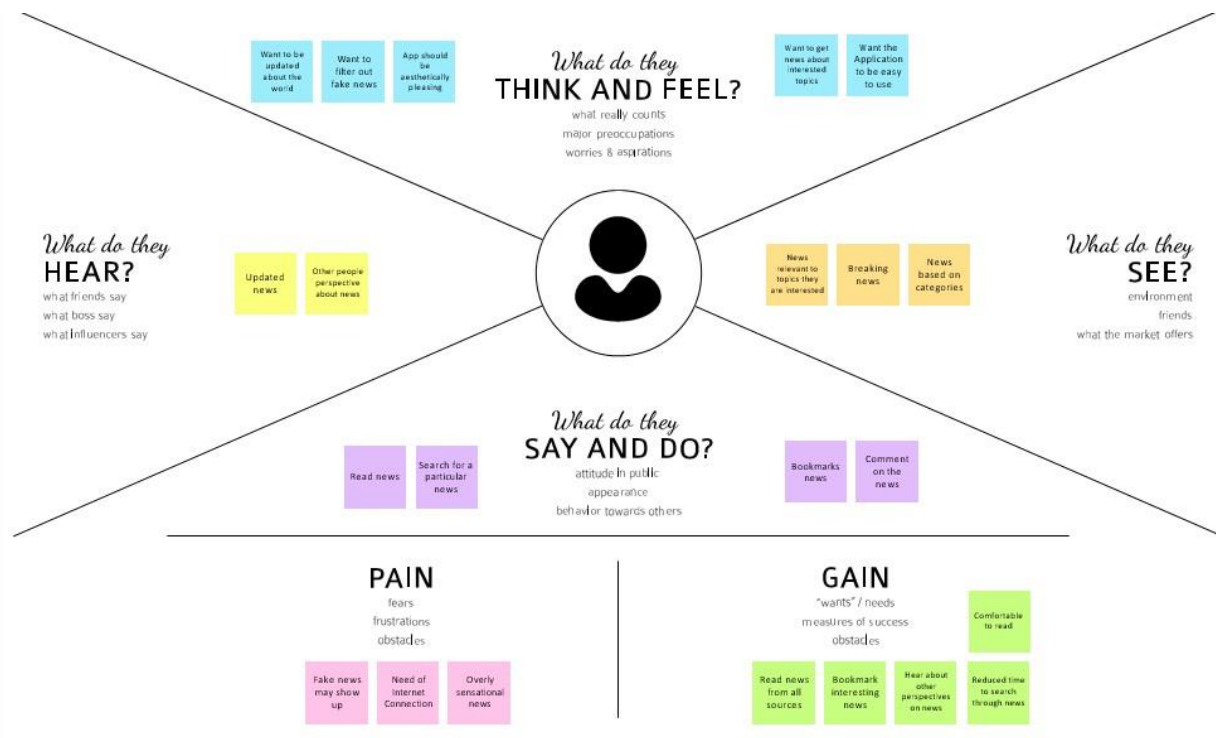 Want to be
updated
about the
world
Want to
filter out
fake news
App should
be
aesthetically
pleasing
What do they
THINK AND FEEL?
what really counts
major preoccupations
worries & aspirations
Want to get
news about
interested
topics
Want the
Application
to be easy
to use
What do they
HEAR?
what friends say
what boss say
what influencers say
Updated
news
Other people
perspective
about news
News
relevant to
topics they
are interested
Breaking
news
News
based on
categories
What do they
SEE?
environment
friends
what the market offers
Read news
Search for a
particular
news
What do they
SAY AND DO?
attitude in public
appearance
behavior towards others
Bookmarks
news
Comment
on the
news
PAIN
fears
frustrations
obstacles
Fake news
may show
up
Need of
Internet
Connection
Overly
sensational
news
GAIN
"wants" / needs
measures of success
obstacles
Comfortable
to read
Read news
from all
sources
Bookmark
interesting
news
Hear about
other
perspectives
on news
Reduced time
to search
through news